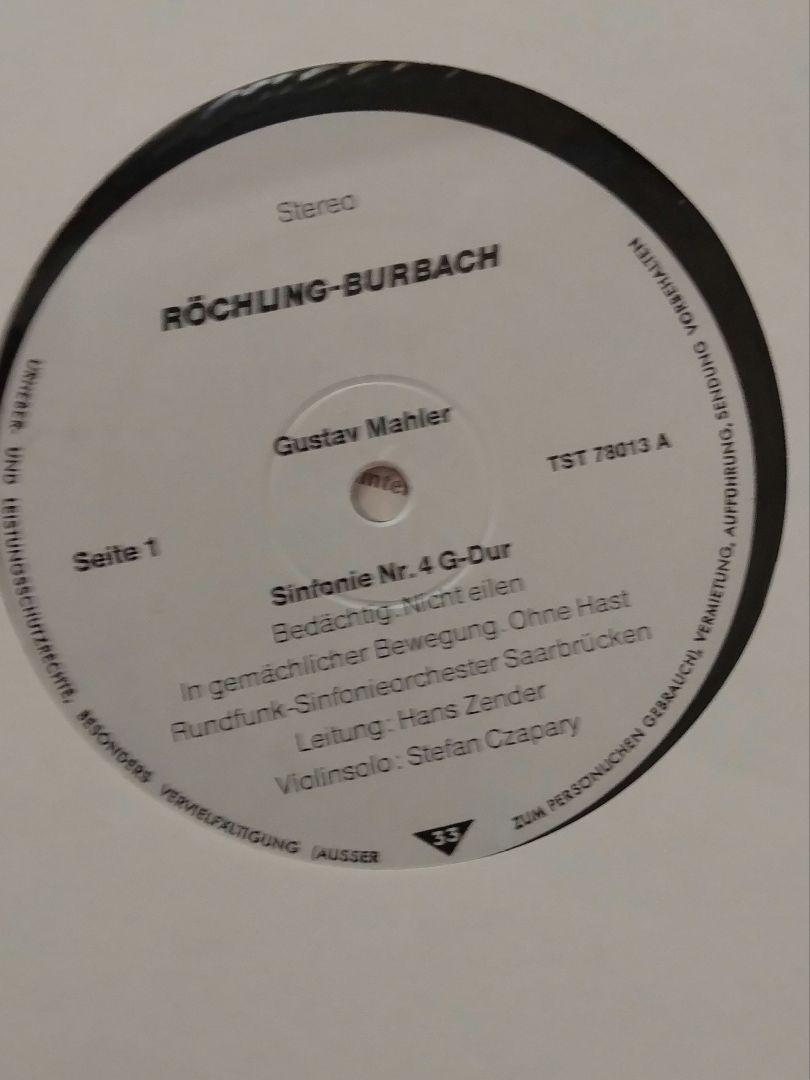 Stereo
RÖCHLING-BURBACH
Gustav Mahler
TST 78013 A
Seite 1
Sinfonie Nr. 4 G-Dur
Bedächtig. Nicht eilen
In gemächlicher Bewegung. Ohne Hast
Rundfunk-Sinfonieorchester Saarbrücken
Leitung: Hans Zender
Violinsolo: Stefan Czapary
33
URHEBER- UND LEISTUNGSSCHUTZRECHTE, BESONDERS VERVIELFÄLTIGUNG (AUSSER ZUM PERSÖNLICHEN GEBRAUCH), VERMIETUNG, AUFFÜHRUNG, SENDUNG VORBEHALTEN